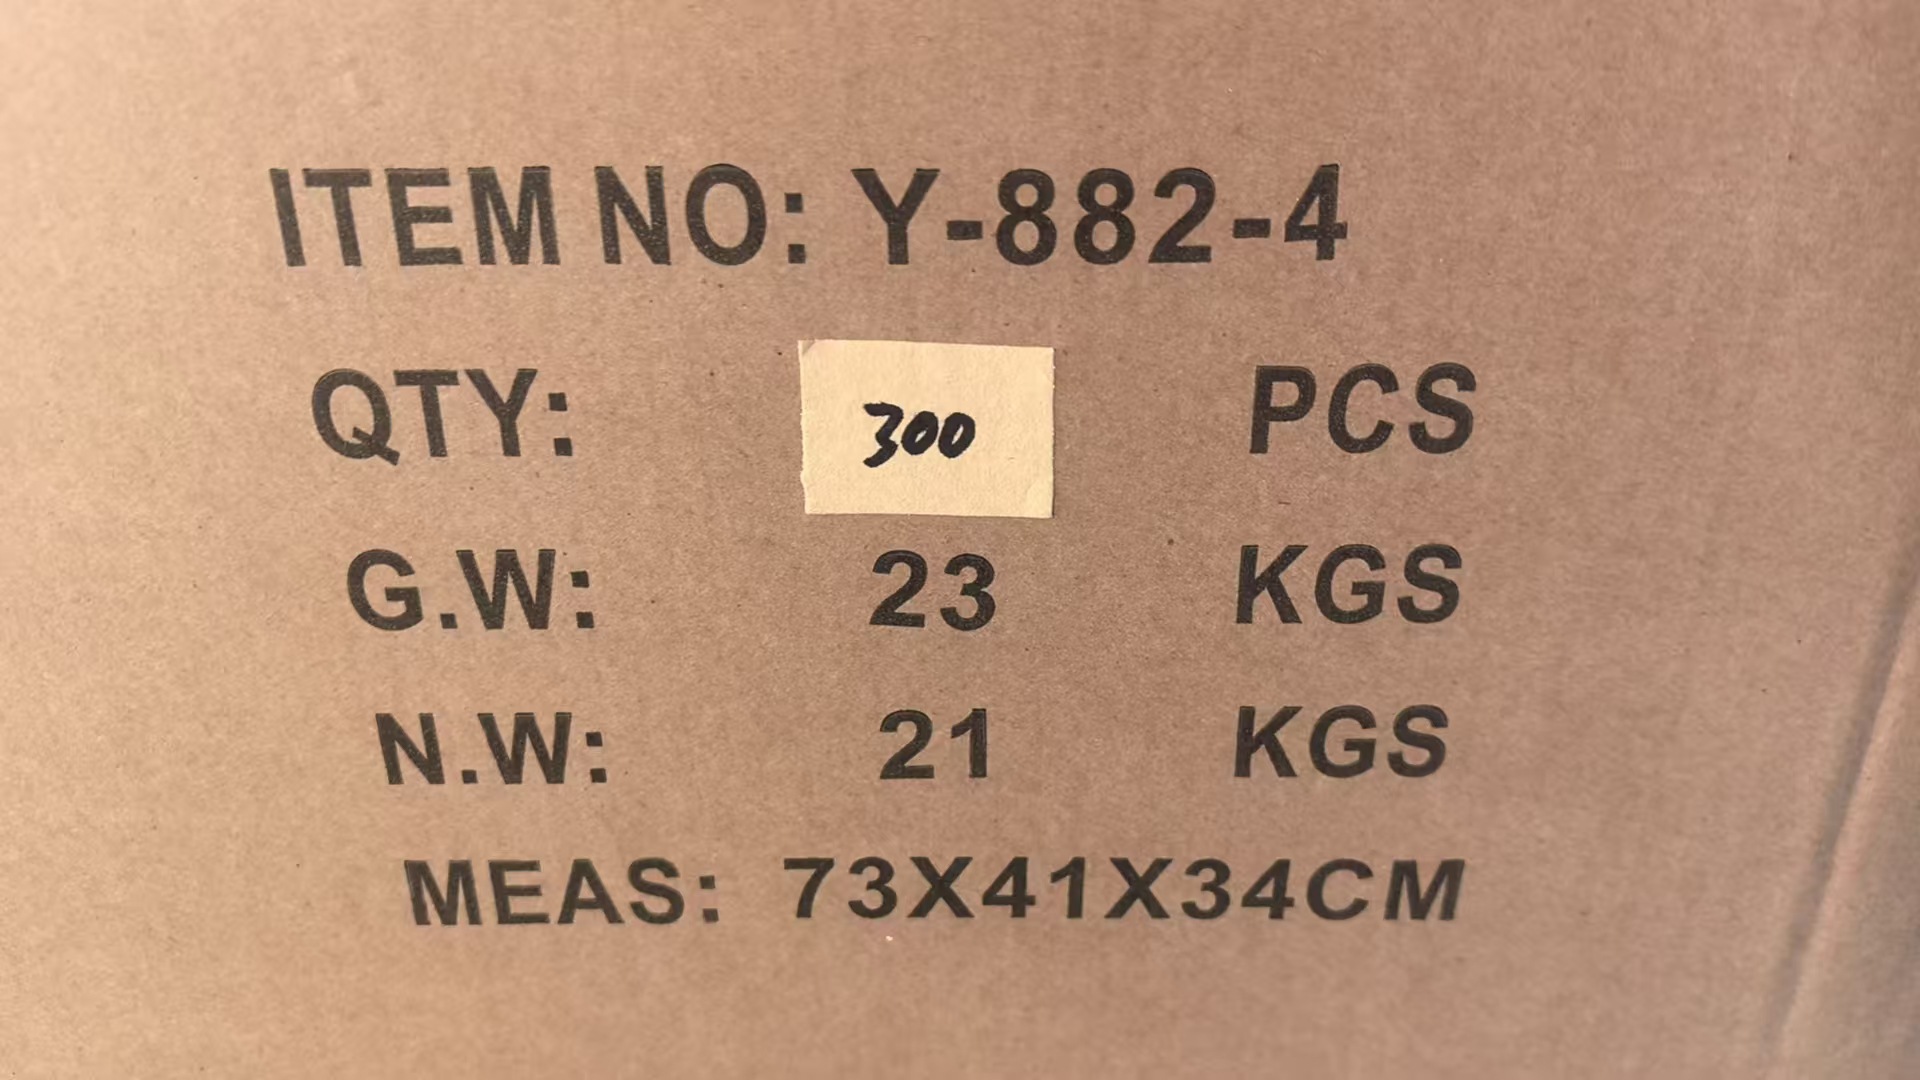 ITEM NO: Y-882-4
QTY: 300 PCS
G.W: 23 KGS
N.W: 21 KGS
MEAS: 73X41X34CM